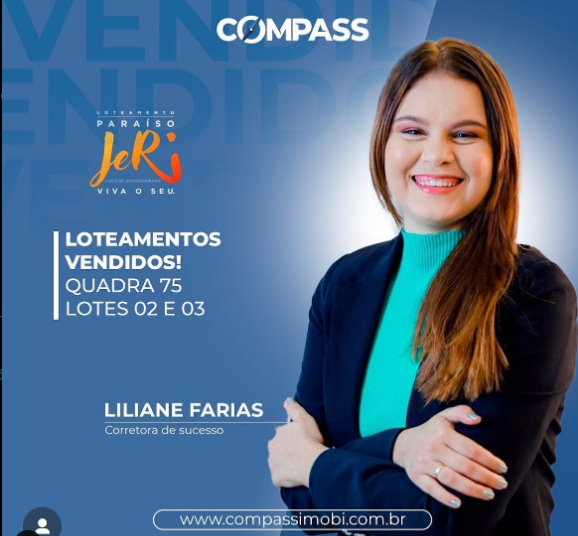 VENDIDO
VENDIDOS
COMPASS
LOTEAMENTO
PARAÍSO
JeRi
VIVA O SEU.
LOTEAMENTOS
VENDIDOS!
QUADRA 75
LOTES 02 E 03
LILIANE FARIAS
Corretora de sucesso
www.compassimobi.com.br